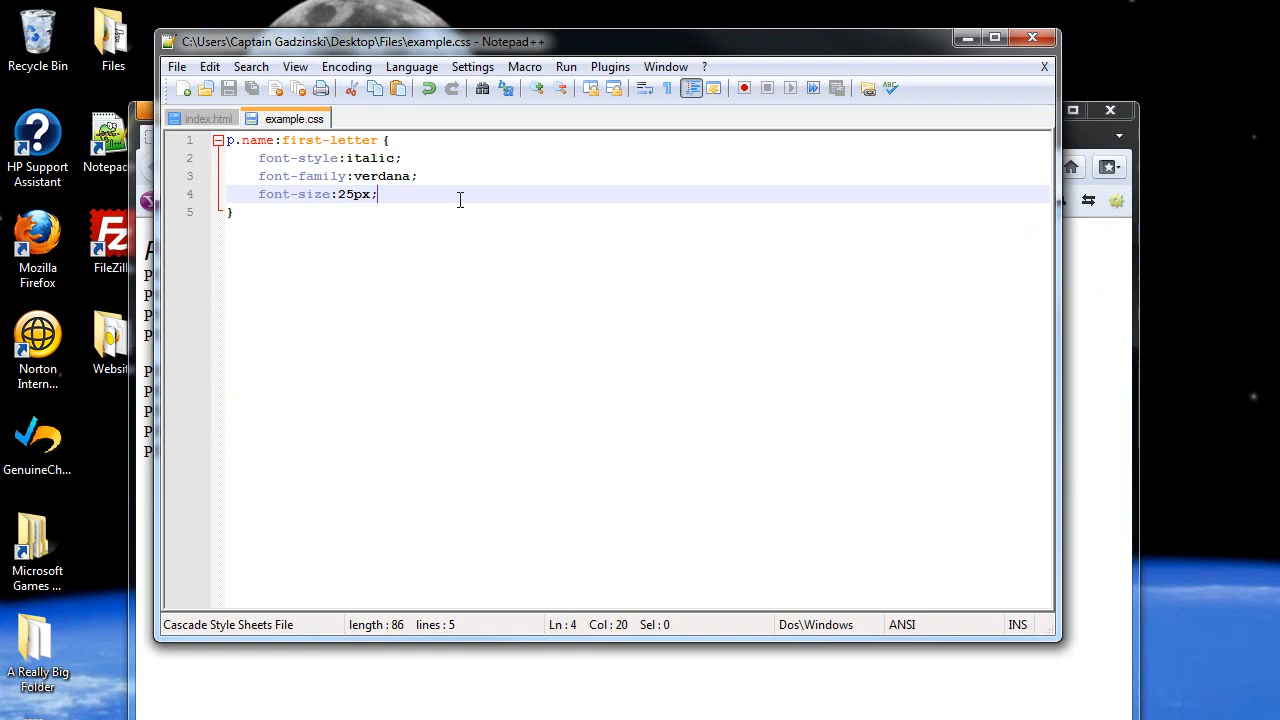 C:\Users\Captain Gadzinski\Desktop\Files\example.css - Notepad++
File Edit Search View Encoding Language Settings Macro Run Plugins Window ? X
index.html example.css
1 p.name:first-letter {
2 font-style:italic;
3 font-family:verdana;
4 font-size:25px;
5 }
Cascade Style Sheets File length : 86 lines : 5 Ln : 4 Col : 20 Sel : 0 Dos\Windows ANSI INS
Recycle Bin
Files
HP Support
Assistant
Notepad
Mozilla
Firefox
FileZil
Norton
Intern...
Websi
GenuineCh...
Microsoft
Games ...
A Really Big
Folder
P
P
P
P
P
P
P
P
P